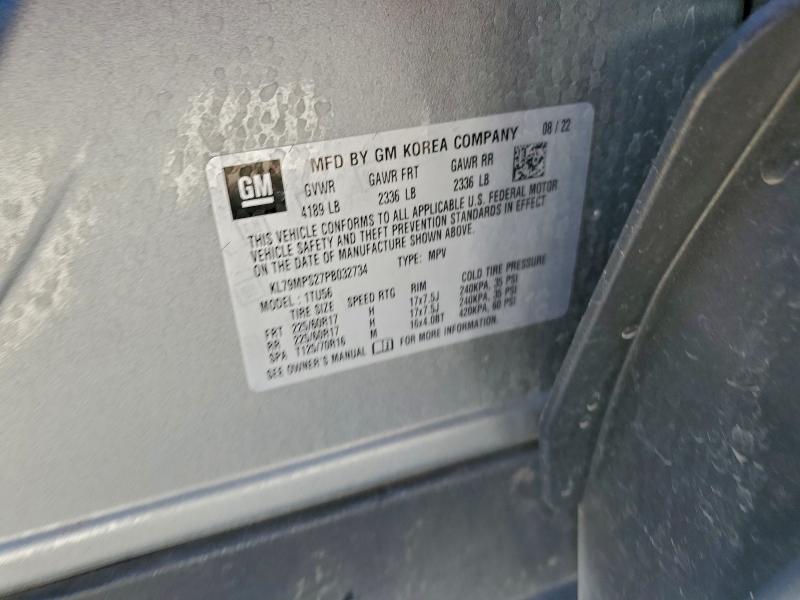 GM
MFD BY GM KOREA COMPANY 08 / 22
GVWR GAWR FRT GAWR RR
4189 LB 2336 LB 2336 LB
THIS VEHICLE CONFORMS TO ALL APPLICABLE U.S. FEDERAL MOTOR
VEHICLE SAFETY AND THEFT PREVENTION STANDARDS IN EFFECT
ON THE DATE OF MANUFACTURE SHOWN ABOVE.
KL79MPS27PB032734 TYPE: MPV
MODEL: 1TU56
TIRE SIZE SPEED RTG RIM COLD TIRE PRESSURE
FRT 225/60R17 H 17x7.5J 240KPA, 35 PSI
RR 225/60R17 H 17x7.5J 240KPA, 35 PSI
SPA T125/70R16 M 16x4.0BT 420KPA, 60 PSI
SEE OWNER'S MANUAL FOR MORE INFORMATION.